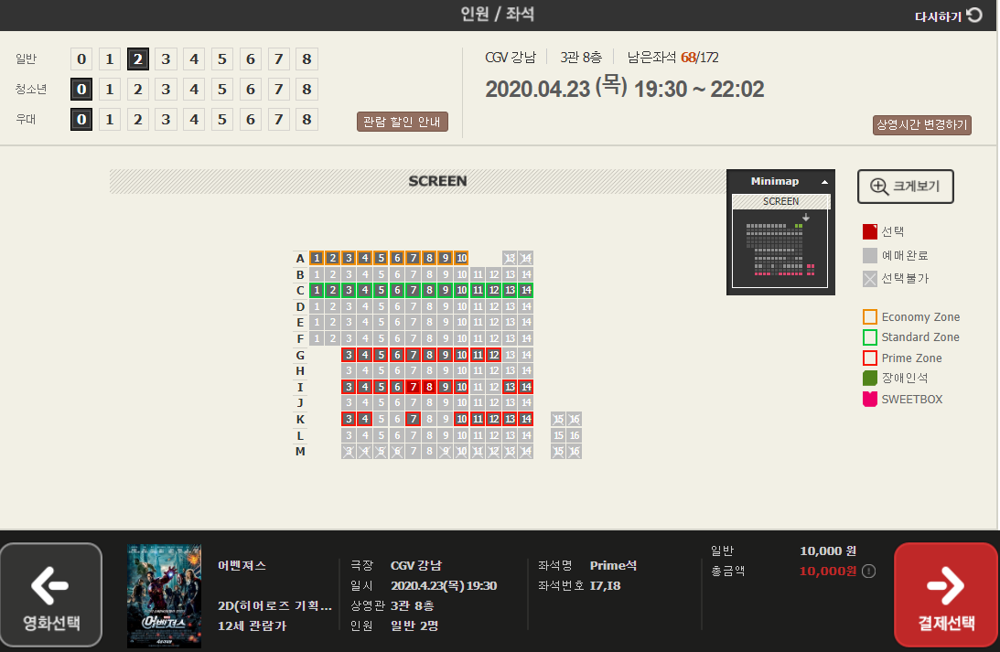 인원 / 좌석
다시하기
일반 0 1 2 3 4 5 6 7 8
청소년 0 1 2 3 4 5 6 7 8
우대 0 1 2 3 4 5 6 7 8
관람 할인 안내
CGV 강남 3관 8층 남은좌석 68/172
2020.04.23 (목) 19:30 ~ 22:02
상영시간 변경하기
SCREEN
Minimap
SCREEN
크게보기
선택
예매완료
선택불가
Economy Zone
Standard Zone
Prime Zone
장애인석
SWEETBOX
A 1 2 3 4 5 6 7 8 9 10 13 14
B 1 2 3 4 5 6 7 8 9 10 11 12 13 14
C 1 2 3 4 5 6 7 8 9 10 11 12 13 14
D 1 2 3 4 5 6 7 8 9 10 11 12 13 14
E 1 2 3 4 5 6 7 8 9 10 11 12 13 14
F 1 2 3 4 5 6 7 8 9 10 11 12 13 14
G 3 4 5 6 7 8 9 10 11 12 13 14
H 3 4 5 6 7 8 9 10 11 12 13 14
I 3 4 5 6 7 8 9 10 11 12 13 14
J 3 4 5 6 7 8 9 10 11 12 13 14
K 3 4 5 6 7 8 9 10 11 12 13 14 15 16
L 3 4 5 6 7 8 9 10 11 12 13 14 15 16
M 3 4 5 6 7 8 9 10 11 12 13 14 15 16
영화선택
어벤져스
어벤져스
2D(히어로즈 기획...
12세 관람가
극장 CGV 강남
일시 2020.4.23(목) 19:30
상영관 3관 8층
인원 일반 2명
좌석명 Prime석
좌석번호 I7,I8
일반 10,000 원
총금액 10,000원
결제선택